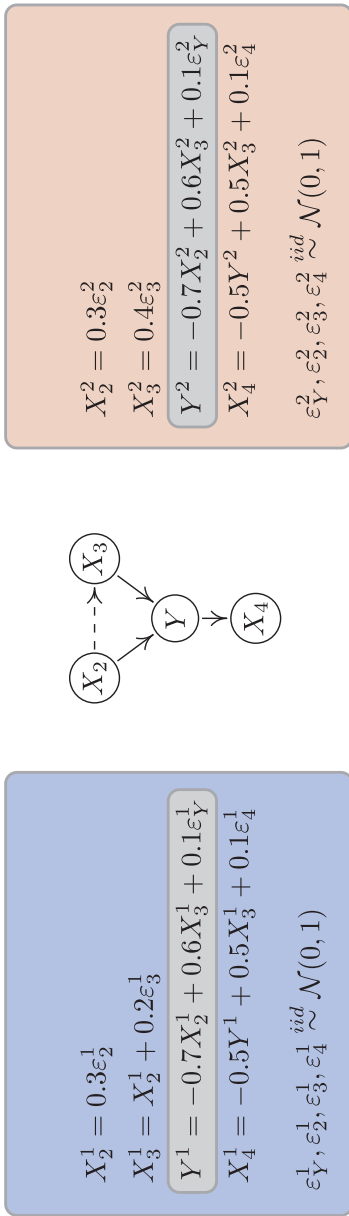 X_2^1 = 0.3ε_2^1
X_3^1 = X_2^1 + 0.2ε_3^1
Y^1 = −0.7X_2^1 + 0.6X_3^1 + 0.1ε_Y^1
X_4^1 = −0.5Y^1 + 0.5X_3^1 + 0.1ε_4^1
ε_Y^1, ε_2^1, ε_3^1, ε_4^1 iid ∼ N(0, 1)
X_2
X_3
Y
X_4
X_2^2 = 0.3ε_2^2
X_3^2 = 0.4ε_3^2
Y^2 = −0.7X_2^2 + 0.6X_3^2 + 0.1ε_Y^2
X_4^2 = −0.5Y^2 + 0.5X_3^2 + 0.1ε_4^2
ε_Y^2, ε_2^2, ε_3^2, ε_4^2 iid ∼ N(0, 1)